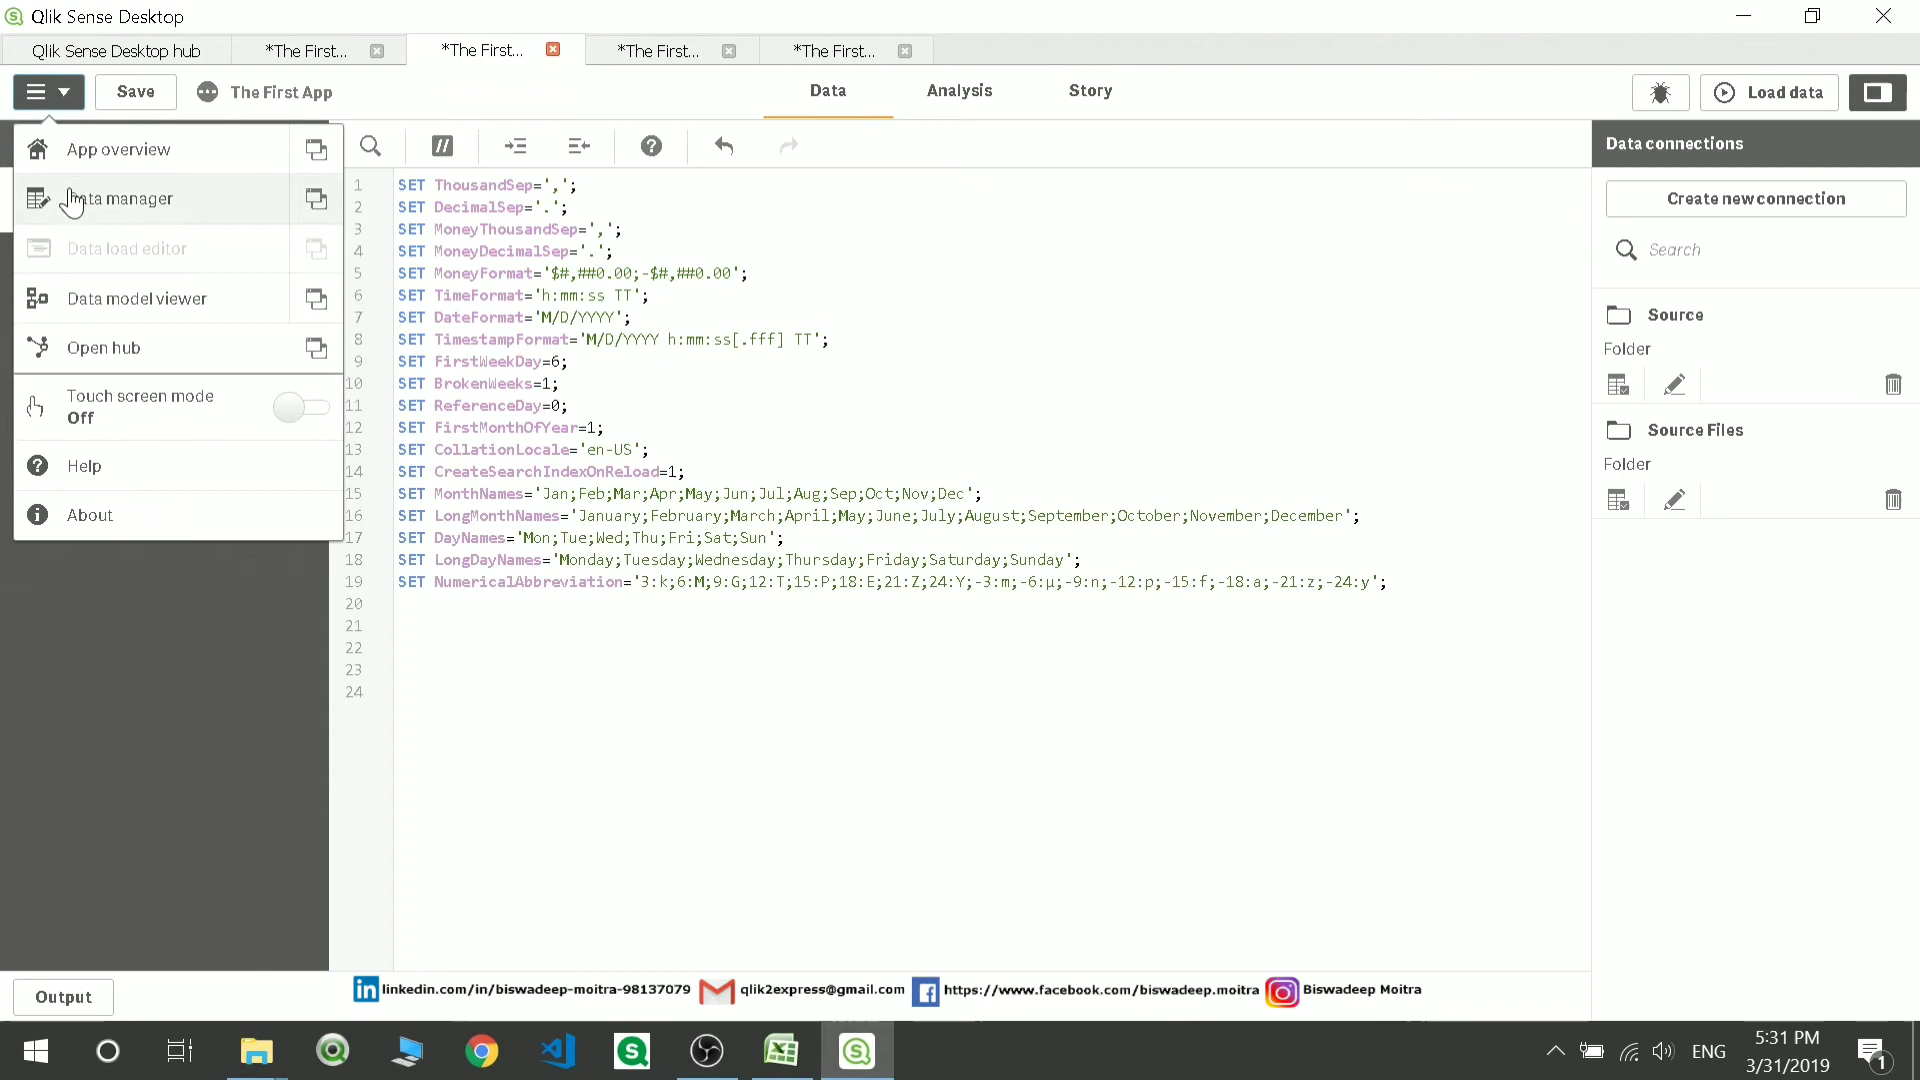 Qlik Sense Desktop
Qlik Sense Desktop hub
*The First...
*The First...
*The First...
*The First...
Save
The First App
Data
Analysis
Story
Load data
App overview
Data load editor
Data model viewer
Open hub
Touch screen mode
Off
Help
About
manager
1 SET ThousandSep=',';
2 SET DecimalSep='.';
3 SET MoneyThousandSep=',';
4 SET MoneyDecimalSep='.';
5 SET MoneyFormat='$#,##0.00;-$#,##0.00';
6 SET TimeFormat='h:mm:ss TT';
7 SET DateFormat='M/D/YYYY';
8 SET TimestampFormat='M/D/YYYY h:mm:ss[.fff] TT';
9 SET FirstWeekDay=6;
10 SET BrokenWeeks=1;
11 SET ReferenceDay=0;
12 SET FirstMonthOfYear=1;
13 SET CollationLocale='en-US';
14 SET CreateSearchIndexOnReload=1;
15 SET MonthNames='Jan;Feb;Mar;Apr;May;Jun;Jul;Aug;Sep;Oct;Nov;Dec';
16 SET LongMonthNames='January;February;March;April;May;June;July;August;September;October;November;December';
17 SET DayNames='Mon;Tue;Wed;Thu;Fri;Sat;Sun';
18 SET LongDayNames='Monday;Tuesday;Wednesday;Thursday;Friday;Saturday;Sunday';
19 SET NumericalAbbreviation='3:k;6:M;9:G;12:T;15:P;18:E;21:Z;24:Y;-3:m;-6:μ;-9:n;-12:p;-15:f;-18:a;-21:z;-24:y';
20
21
22
23
24
Data connections
Create new connection
Search
Source
Folder
Source Files
Folder
Output
linkedin.com/in/biswadeep-moitra-98137079
qlik2express@gmail.com
https://www.facebook.com/biswadeep.moitra
Biswadeep Moitra
ENG
5:31 PM
3/31/2019
1